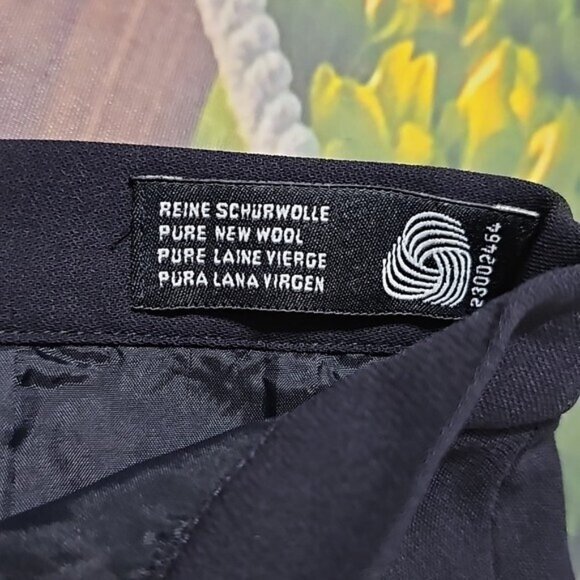 REINE SCHURWOLLE
PURE NEW WOOL
PURE LAINE VIERGE
PURA LANA VIRGEN
23002464